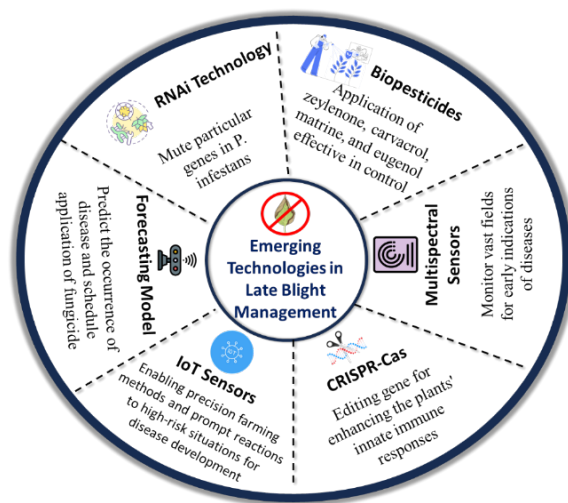 Emerging
Technologies in
Late Blight
Management
RNAi Technology
Mute particular
genes in P.
infestans
Biopesticides
Application of
zeylenone, carvacrol,
matrine, and eugenol
effective in control
Multispectral
Sensors
Monitor vast fields
for early indications
of diseases
CRISPR-Cas
Editing gene for
enhancing the plants'
innate immune
responses
IoT Sensors
Enabling precision farming
methods and prompt reactions
to high-risk situations for
disease development
Forecasting Model
Predict the occurrence of
disease and schedule
application of fungicide